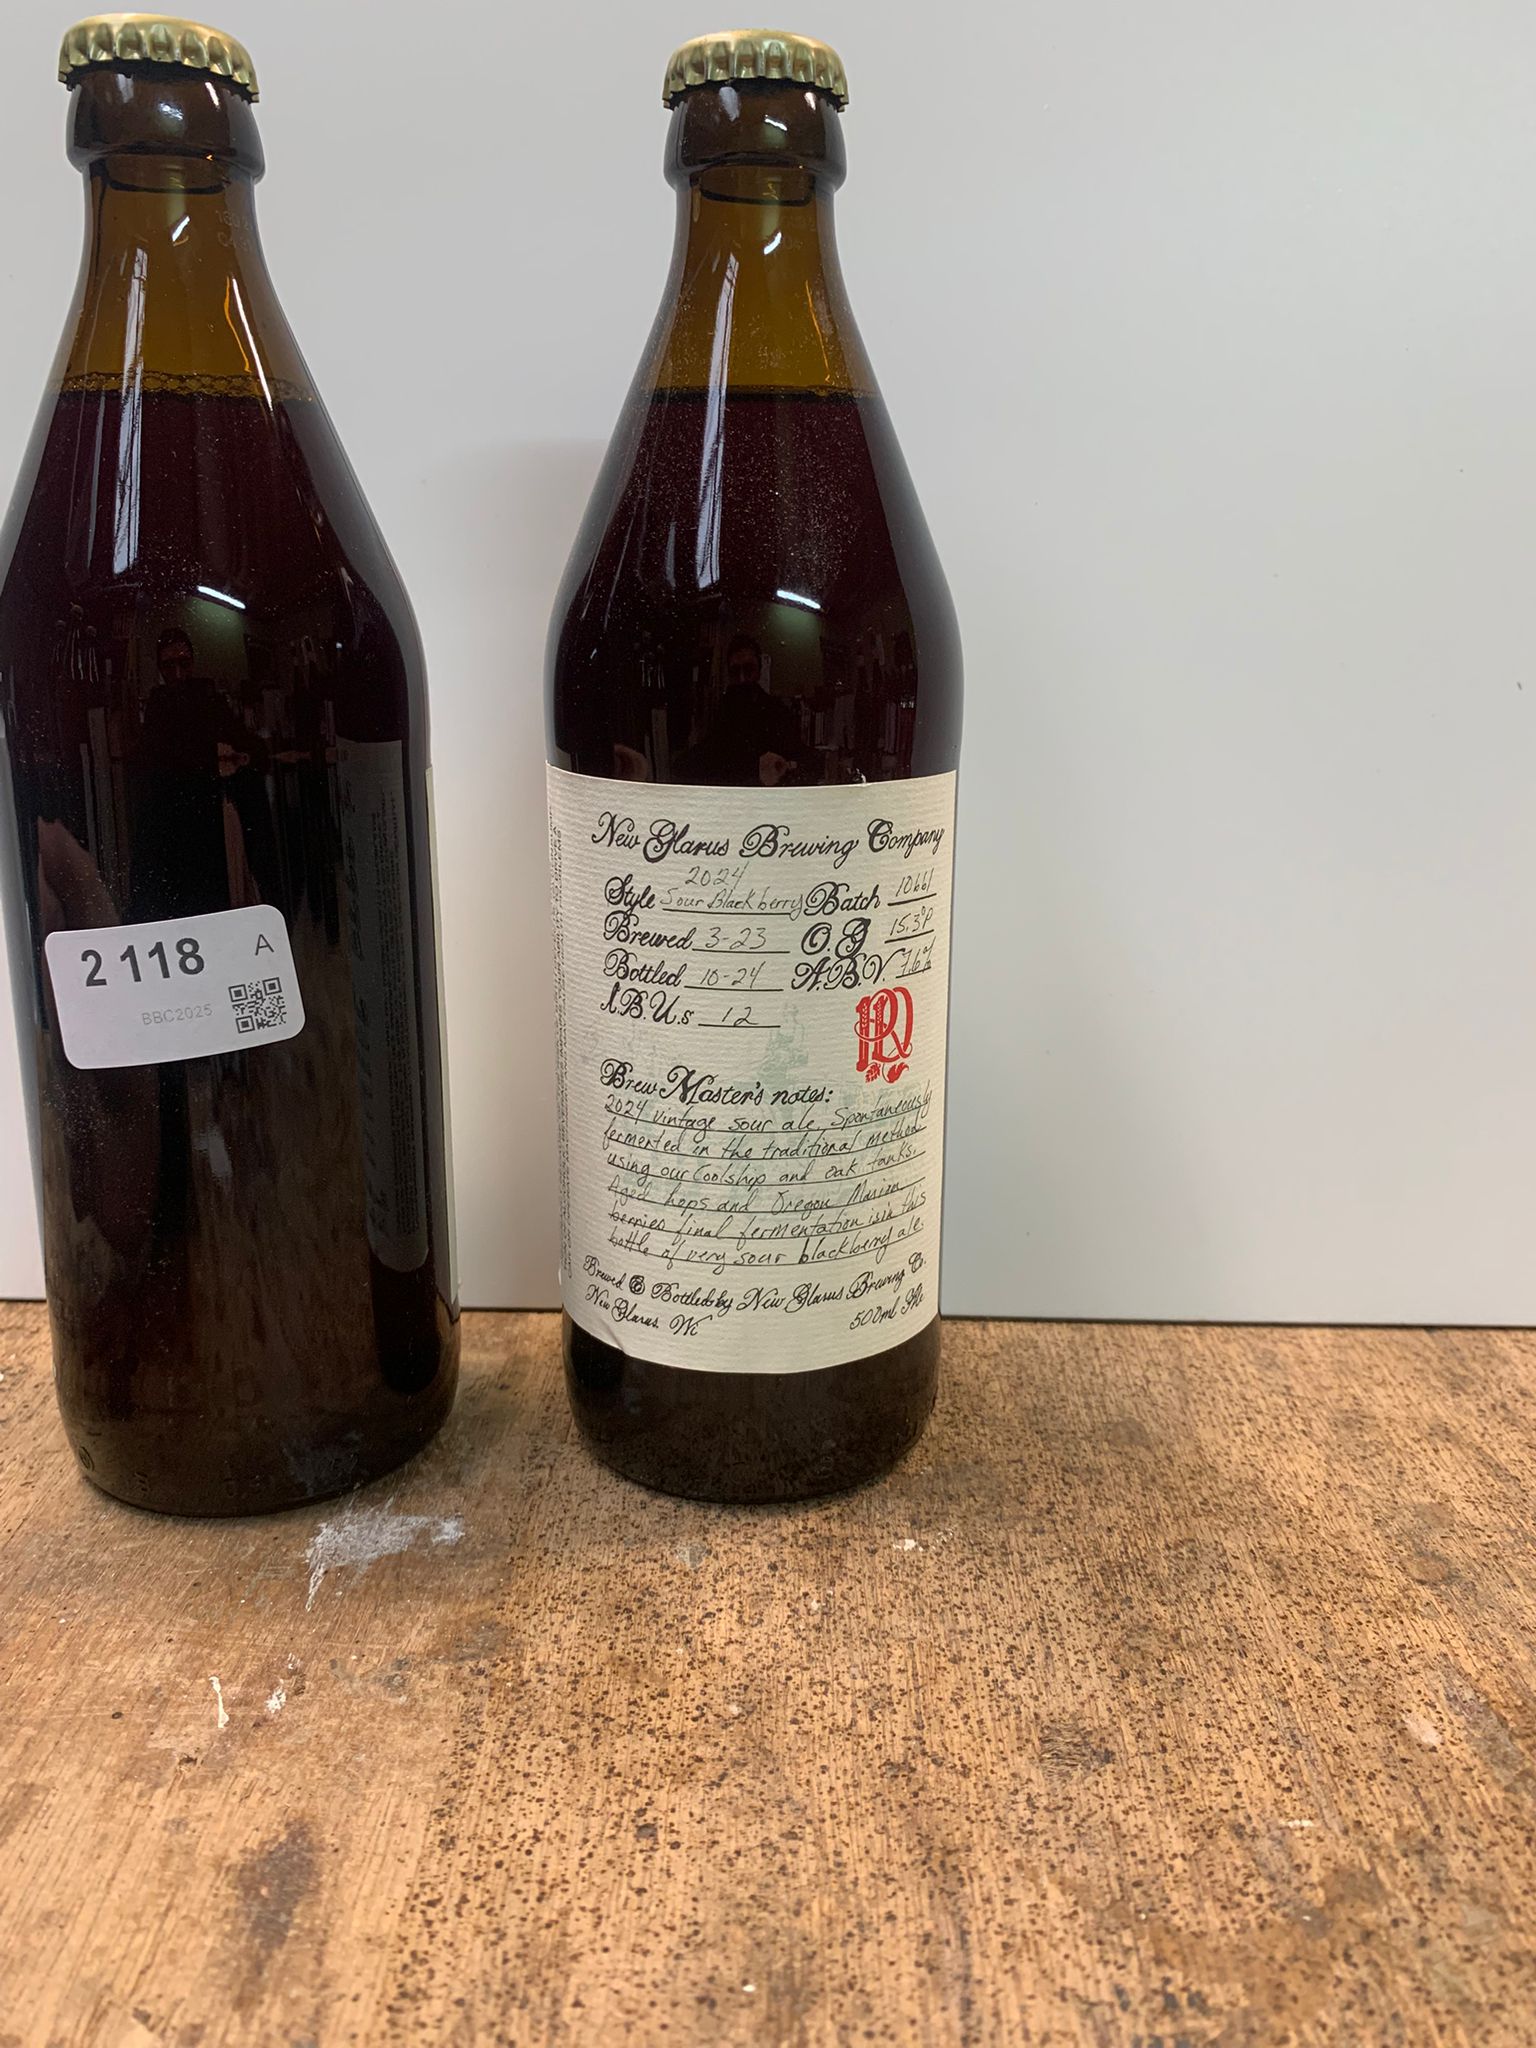 2 118 A
BBC2025
New Glarus Brewing Company
2024
Style Sour Blackberry Batch 10661
Brewed 3-23 O.G 15.3°P
Bottled 10-24 A.B.V. 7.6%
I.B.U.s 12
Brew Master's notes:
2024 vintage sour ale, Spontaneously
fermented in the traditional method
using our Coolship and oak tanks.
Aged hops and Oregon Marion
berries final fermentation is in this
bottle of very sour blackberry ale.
Brewed & Bottled by New Glarus Brewing Co.
New Glarus, Wi 500ml Ale